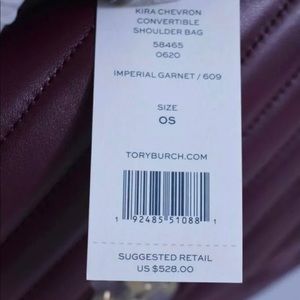 KIRA CHEVRON
CONVERTIBLE
SHOULDER BAG
58465
0620
IMPERIAL GARNET / 609
SIZE
OS
TORYBURCH.COM
1 92485 51088 1
SUGGESTED RETAIL
US $528.00